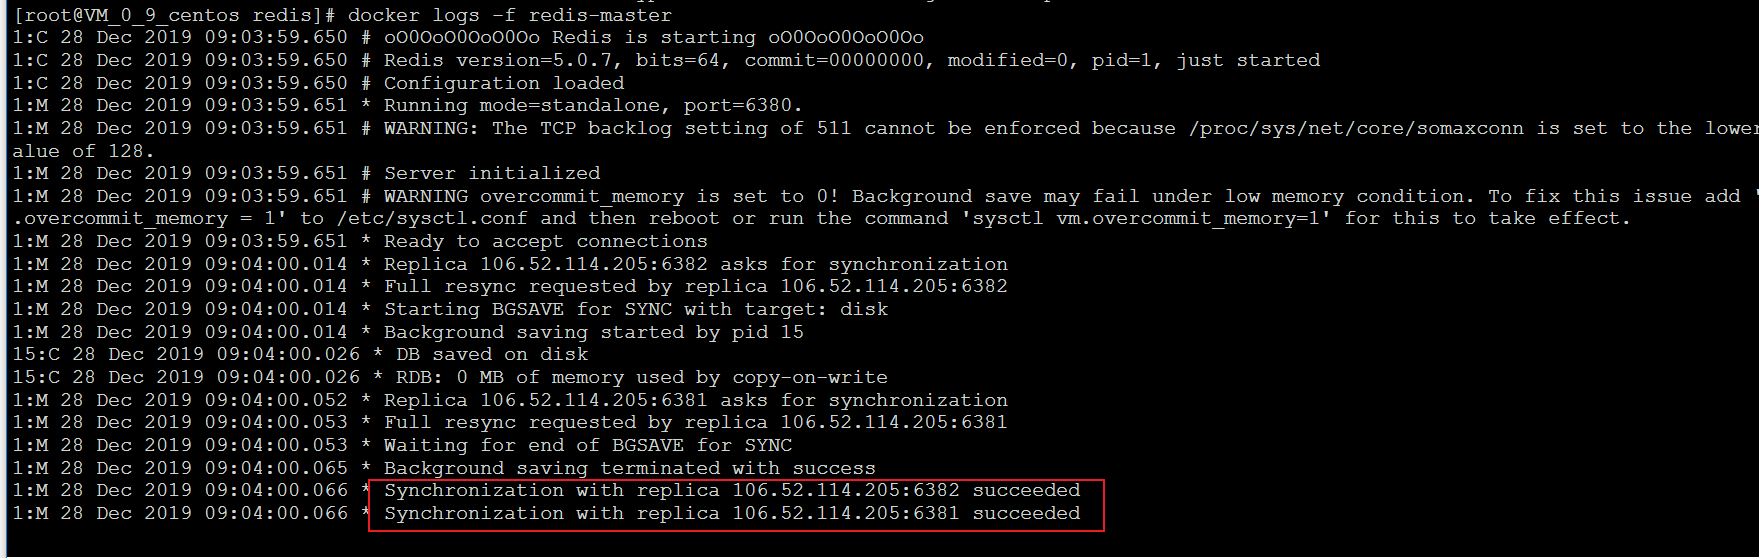 [root@VM_0_9_centos redis]# docker logs -f redis-master
1:C 28 Dec 2019 09:03:59.650 # oO0OoO0OoO0Oo Redis is starting oO0OoO0OoO0Oo
1:C 28 Dec 2019 09:03:59.650 # Redis version=5.0.7, bits=64, commit=00000000, modified=0, pid=1, just started
1:C 28 Dec 2019 09:03:59.650 # Configuration loaded
1:M 28 Dec 2019 09:03:59.651 * Running mode=standalone, port=6380.
1:M 28 Dec 2019 09:03:59.651 # WARNING: The TCP backlog setting of 511 cannot be enforced because /proc/sys/net/core/somaxconn is set to the lower
alue of 128.
1:M 28 Dec 2019 09:03:59.651 # Server initialized
1:M 28 Dec 2019 09:03:59.651 # WARNING overcommit_memory is set to 0! Background save may fail under low memory condition. To fix this issue add '
.overcommit_memory = 1' to /etc/sysctl.conf and then reboot or run the command 'sysctl vm.overcommit_memory=1' for this to take effect.
1:M 28 Dec 2019 09:03:59.651 * Ready to accept connections
1:M 28 Dec 2019 09:04:00.014 * Replica 106.52.114.205:6382 asks for synchronization
1:M 28 Dec 2019 09:04:00.014 * Full resync requested by replica 106.52.114.205:6382
1:M 28 Dec 2019 09:04:00.014 * Starting BGSAVE for SYNC with target: disk
1:M 28 Dec 2019 09:04:00.014 * Background saving started by pid 15
15:C 28 Dec 2019 09:04:00.026 * DB saved on disk
15:C 28 Dec 2019 09:04:00.026 * RDB: 0 MB of memory used by copy-on-write
1:M 28 Dec 2019 09:04:00.052 * Replica 106.52.114.205:6381 asks for synchronization
1:M 28 Dec 2019 09:04:00.053 * Full resync requested by replica 106.52.114.205:6381
1:M 28 Dec 2019 09:04:00.053 * Waiting for end of BGSAVE for SYNC
1:M 28 Dec 2019 09:04:00.065 * Background saving terminated with success
1:M 28 Dec 2019 09:04:00.066 * Synchronization with replica 106.52.114.205:6382 succeeded
1:M 28 Dec 2019 09:04:00.066 * Synchronization with replica 106.52.114.205:6381 succeeded